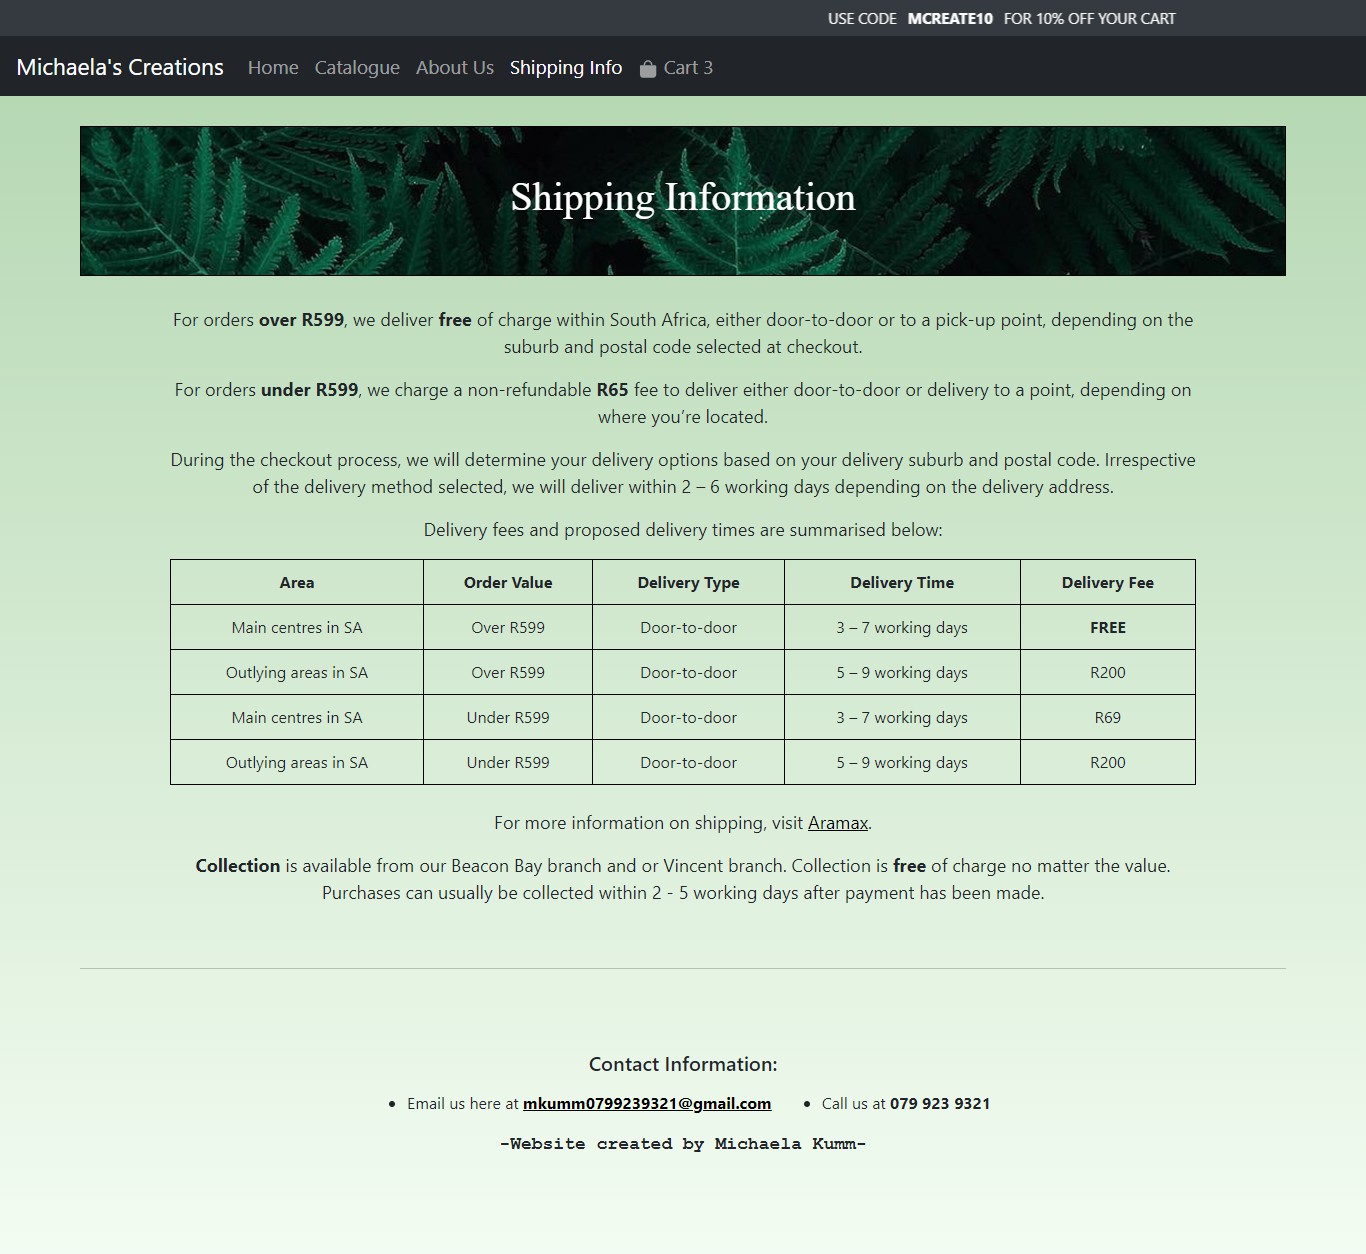 USE CODE MCREATE10 FOR 10% OFF YOUR CART
Michaela's Creations Home Catalogue About Us Shipping Info Cart 3
Shipping Information
For orders over R599, we deliver free of charge within South Africa, either door-to-door or to a pick-up point, depending on the
suburb and postal code selected at checkout.
For orders under R599, we charge a non-refundable R65 fee to deliver either door-to-door or delivery to a point, depending on
where you’re located.
During the checkout process, we will determine your delivery options based on your delivery suburb and postal code. Irrespective
of the delivery method selected, we will deliver within 2 – 6 working days depending on the delivery address.
Delivery fees and proposed delivery times are summarised below:
Area Order Value Delivery Type Delivery Time Delivery Fee
Main centres in SA Over R599 Door-to-door 3 – 7 working days FREE
Outlying areas in SA Over R599 Door-to-door 5 – 9 working days R200
Main centres in SA Under R599 Door-to-door 3 – 7 working days R69
Outlying areas in SA Under R599 Door-to-door 5 – 9 working days R200
For more information on shipping, visit Aramax.
Collection is available from our Beacon Bay branch and or Vincent branch. Collection is free of charge no matter the value.
Purchases can usually be collected within 2 - 5 working days after payment has been made.
Contact Information:
• Email us here at mkumm0799239321@gmail.com • Call us at 079 923 9321
-Website created by Michaela Kumm-